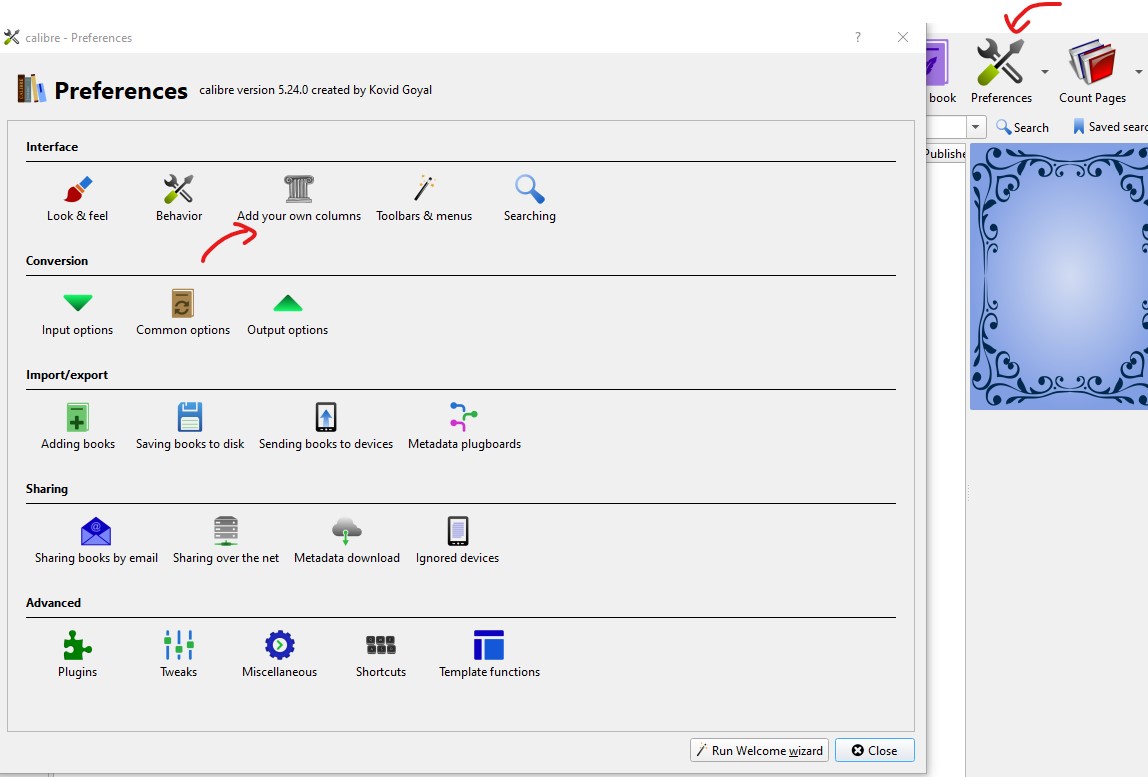 calibre - Preferences
?
Preferences calibre version 5.24.0 created by Kovid Goyal
Interface
Look & feel Behavior Add your own columns Toolbars & menus Searching
Conversion
Input options Common options Output options
Import/export
Adding books Saving books to disk Sending books to devices Metadata plugboards
Sharing
Sharing books by email Sharing over the net Metadata download Ignored devices
Advanced
Plugins Tweaks Miscellaneous Shortcuts Template functions
Run Welcome wizard Close
book Preferences Count Pages
Search Saved searc
Publishe